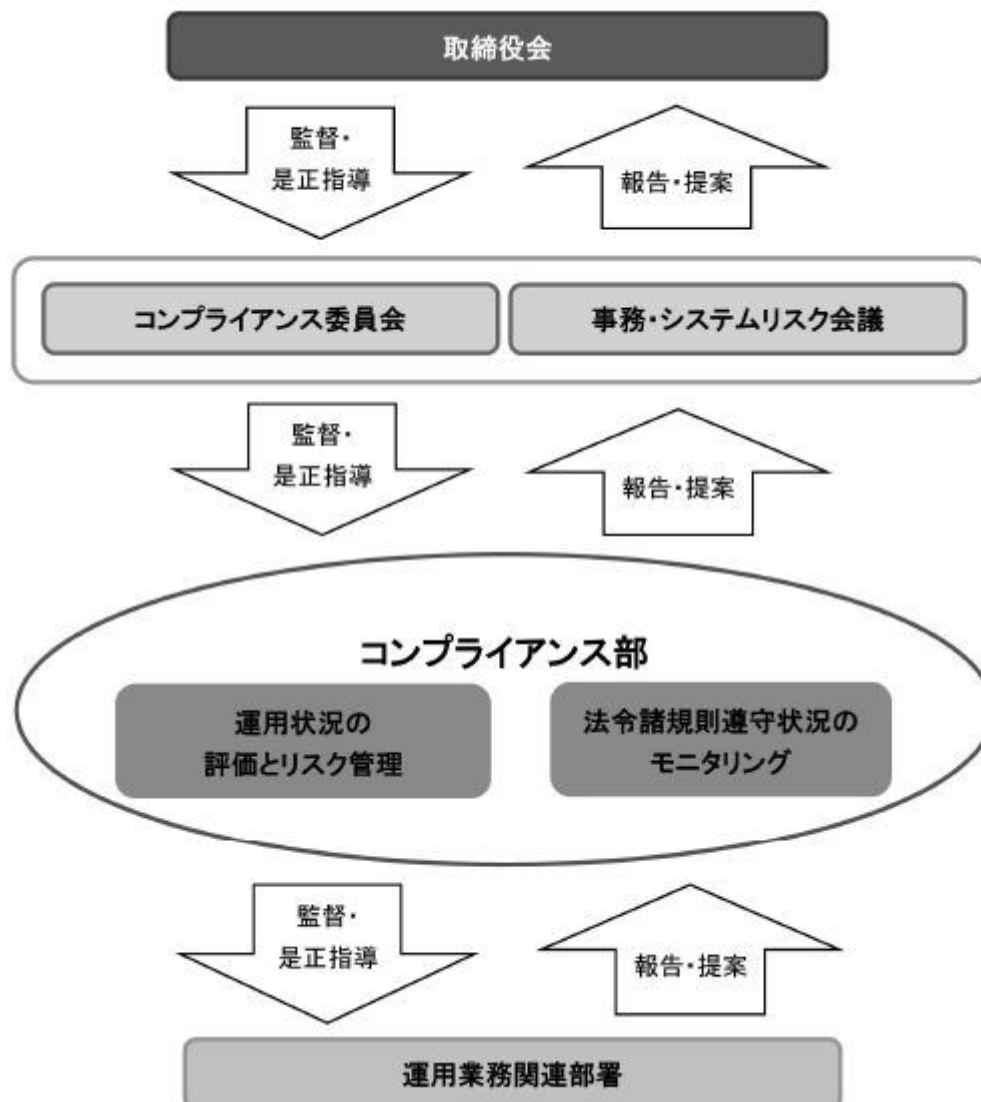 取締役会
監督・
是正指導
報告・提案
コンプライアンス委員会
事務・システムリスク会議
監督・
是正指導
報告・提案
コンプライアンス部
運用状況の
評価とリスク管理
法令諸規則遵守状況の
モニタリング
監督・
是正指導
報告・提案
運用業務関連部署